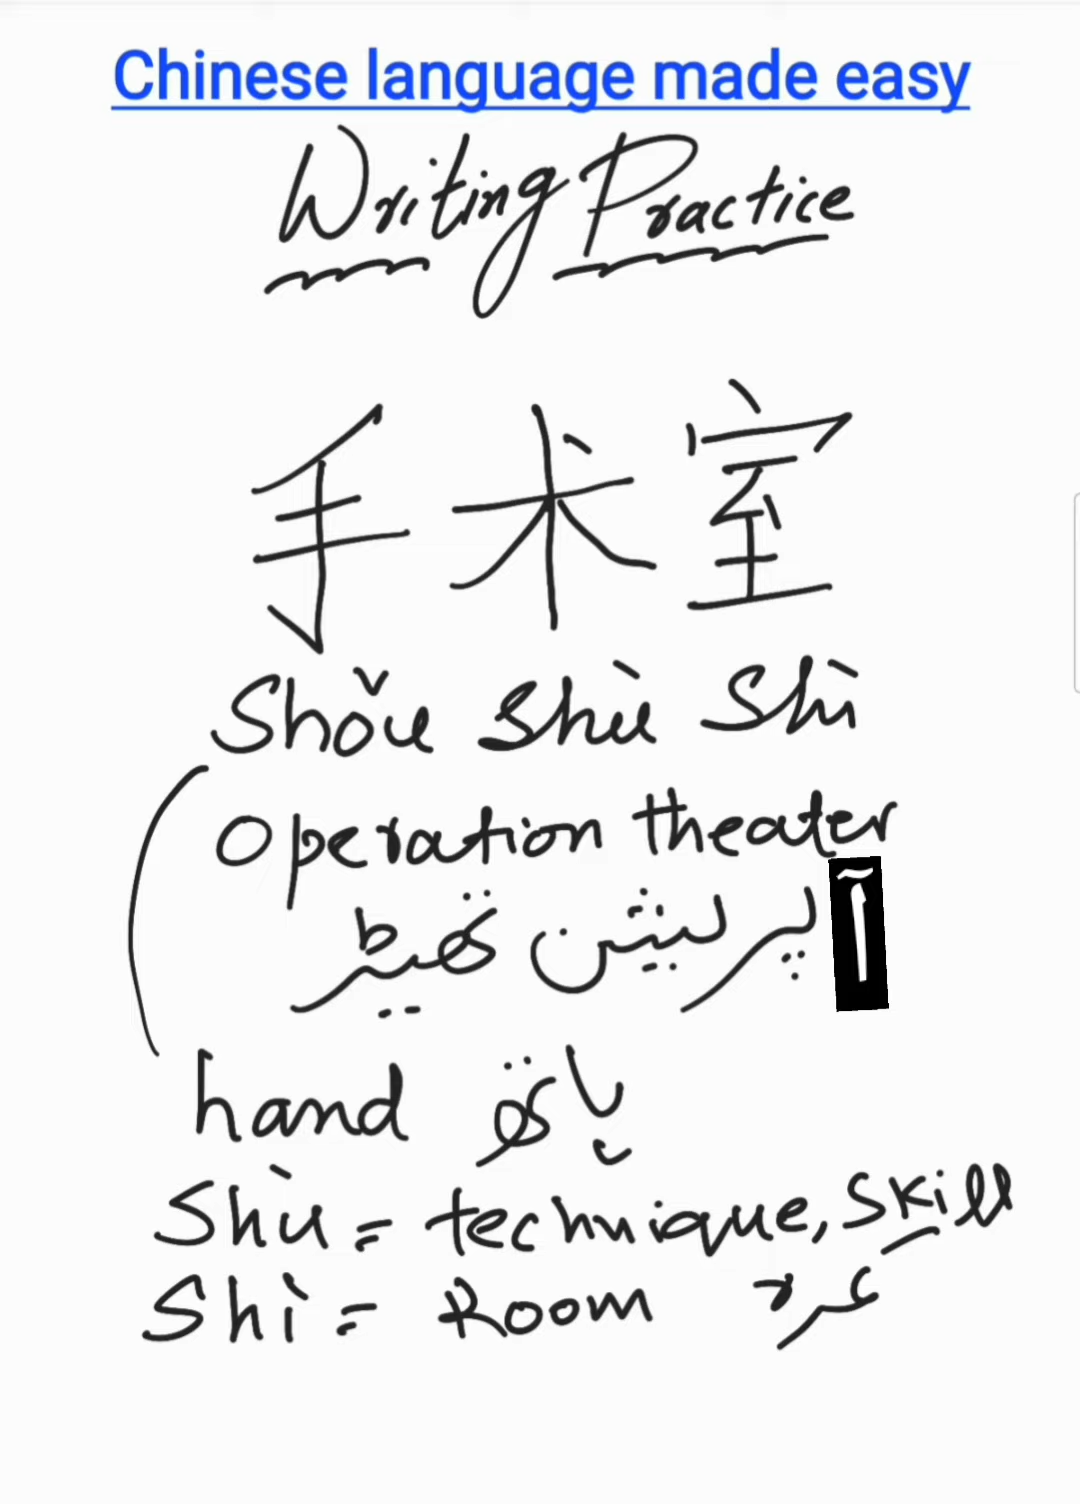 Chinese language made easy
Writing Practice
手术室
Shǒu Shù Shì
Operation theater
آپریشن تھیٹر
hand ہاتھ
Shù = technique, Skill
Shì = Room